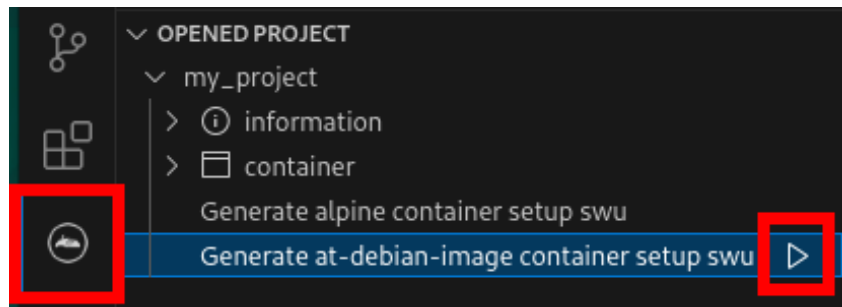 OPENED PROJECT
my_project
information
container
Generate alpine container setup swu
Generate at-debian-image container setup swu